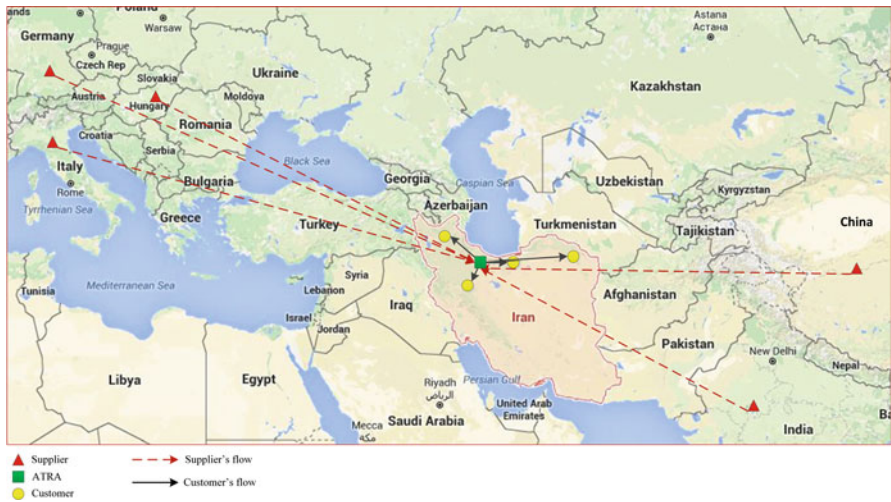 Astana
Астана
Germany
Prague
Warsaw
Czech Rep
Slovakia
Ukraine
Kazakhstan
Austria
Hungary
Moldova
Romania
Croatia
Serbia
Italy
Rome
Bulgaria
Black Sea
Georgia
Caspian Sea
Uzbekistan
Kyrgyzstan
Azerbaijan
Tyrrhenian Sea
Greece
Turkey
Turkmenistan
Tajikistan
China
Syria
Mediterranean Sea
Tunisia
Lebanon
Iraq
Afghanistan
Israel
Iran
Jordan
Pakistan
New Delhi
Nepal
Libya
Egypt
Persian Gulf
Riyadh
الرياض
United Arab
Emirates
Saudi Arabia
Mecca
مكة
India
Ba
Supplier
Supplier's flow
ATRA
Customer's flow
Customer